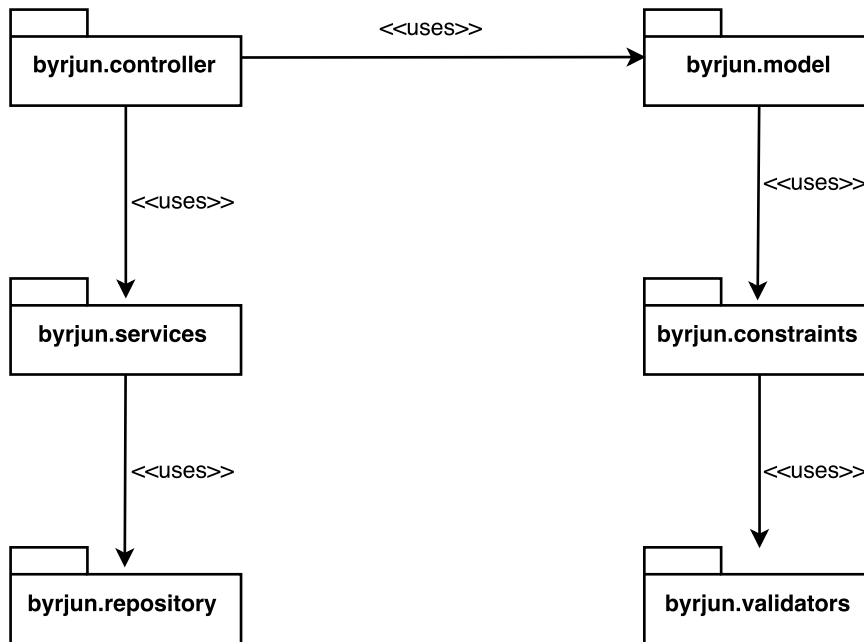 <<uses>>
byrjun.controller
byrjun.model
<<uses>>
<<uses>>
byrjun.services
byrjun.constraints
<<uses>>
<<uses>>
byrjun.repository
byrjun.validators